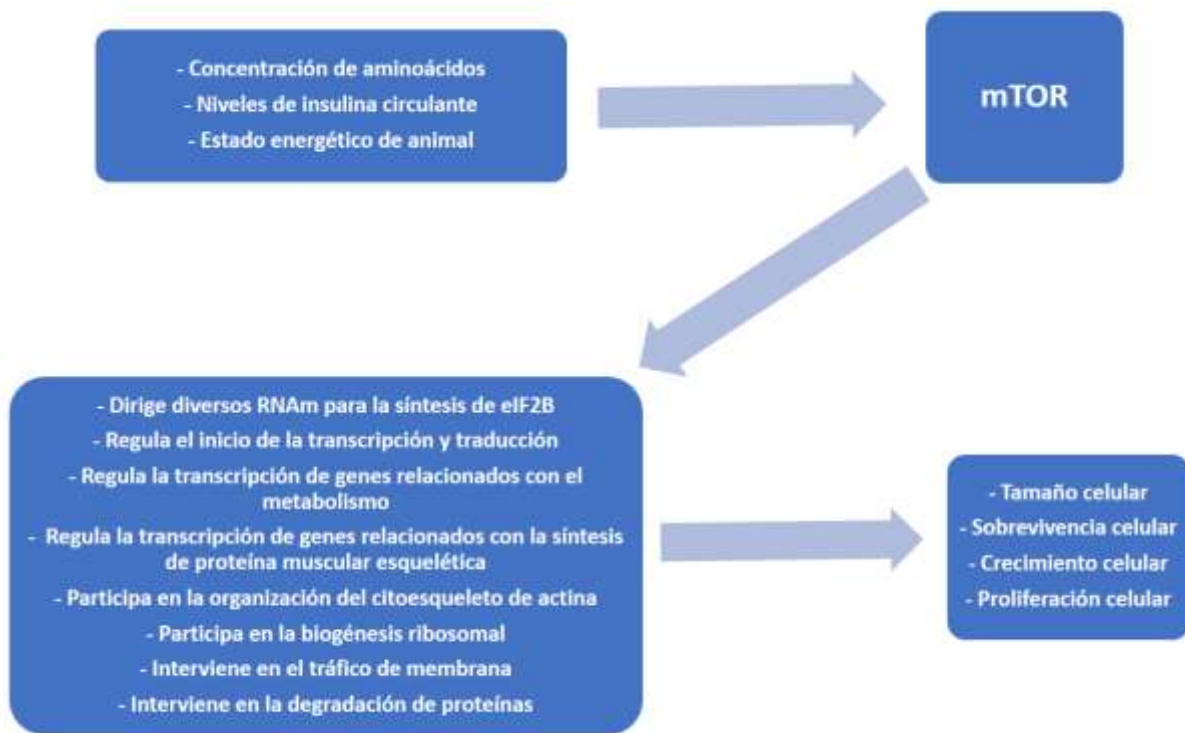 - Concentración de aminoácidos
- Niveles de insulina circulante
- Estado energético de animal
mTOR
- Dirige diversos RNAm para la síntesis de eIF2B
- Regula el inicio de la transcripción y traducción
- Regula la transcripción de genes relacionados con el
metabolismo
- Regula la transcripción de genes relacionados con la síntesis
de proteína muscular esquelética
- Participa en la organización del citoesqueleto de actina
- Participa en la biogénesis ribosomal
- Interviene en el tráfico de membrana
- Interviene en la degradación de proteínas
- Tamaño celular
- Sobrevivencia celular
- Crecimiento celular
- Proliferación celular